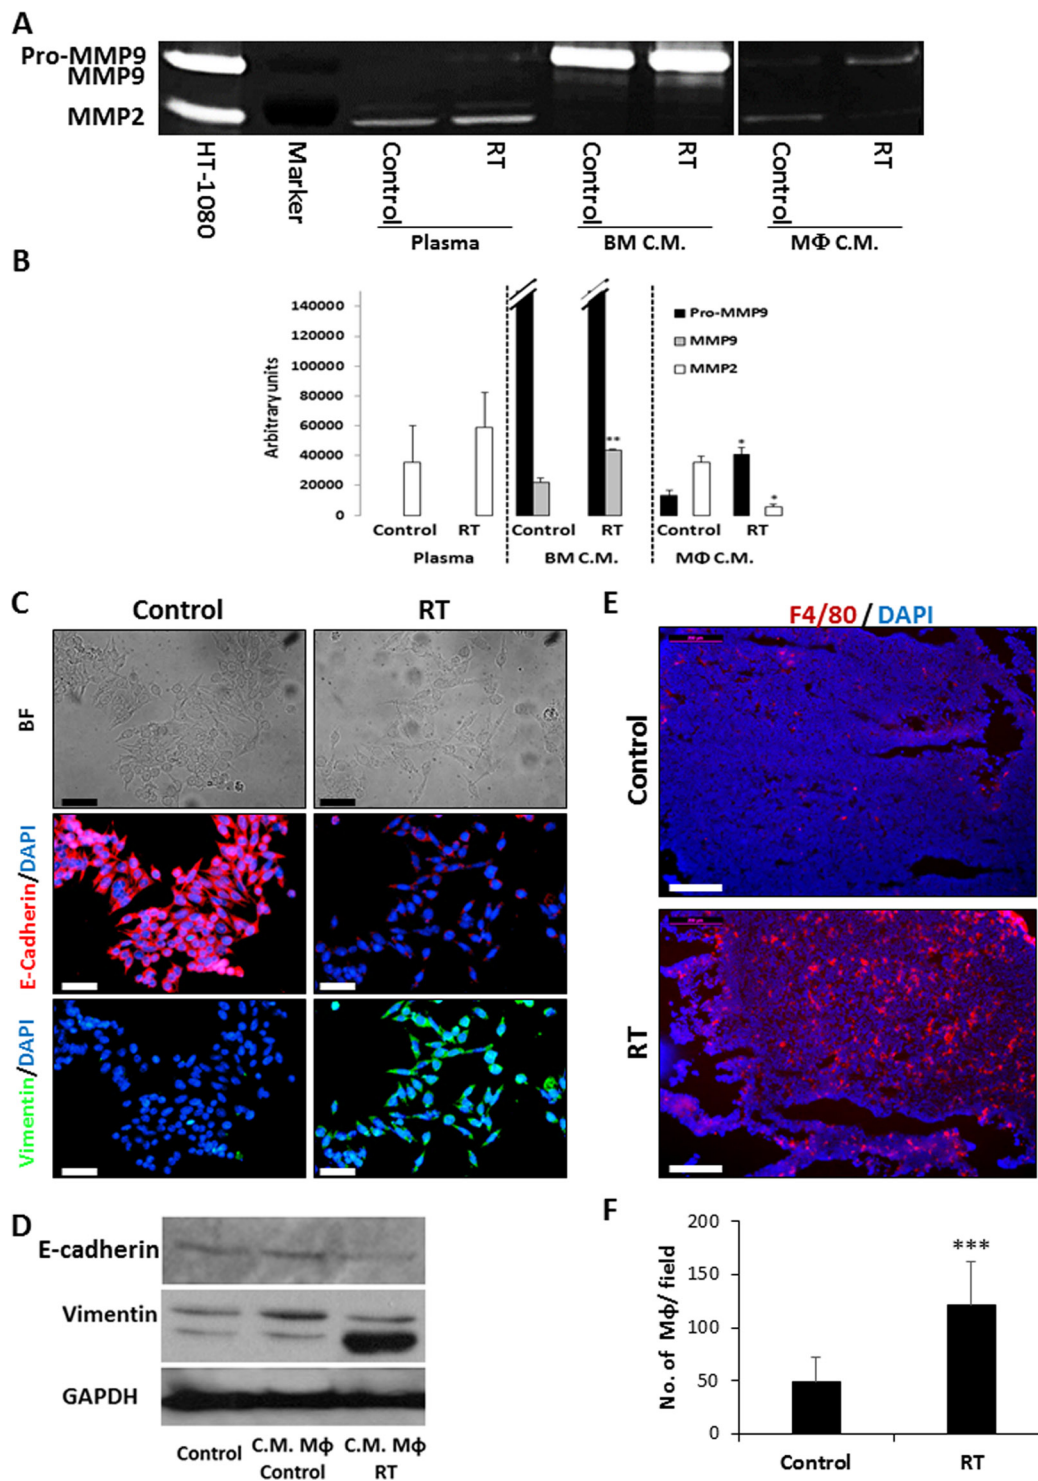 A
Pro-MMP9
MMP9
MMP2
HT-1080
Marker
Control
RT
Control
RT
Control
RT
Plasma
BM C.M.
MΦ C.M.
B
Arbitrary units
140000
120000
100000
80000
60000
40000
20000
0
Pro-MMP9
MMP9
MMP2
**
*
*
Control RT Control RT Control RT
Plasma BM C.M. MΦ C.M.
C
Control RT
BF
E-Cadherin/DAPI
Vimentin/DAPI
D
E-cadherin
Vimentin
GAPDH
Control
C.M. Mϕ
Control
C.M. Mϕ
RT
E
F4/80 / DAPI
Control
RT
F
No. of Mϕ/ field
200
150
100
50
0
***
Control RT